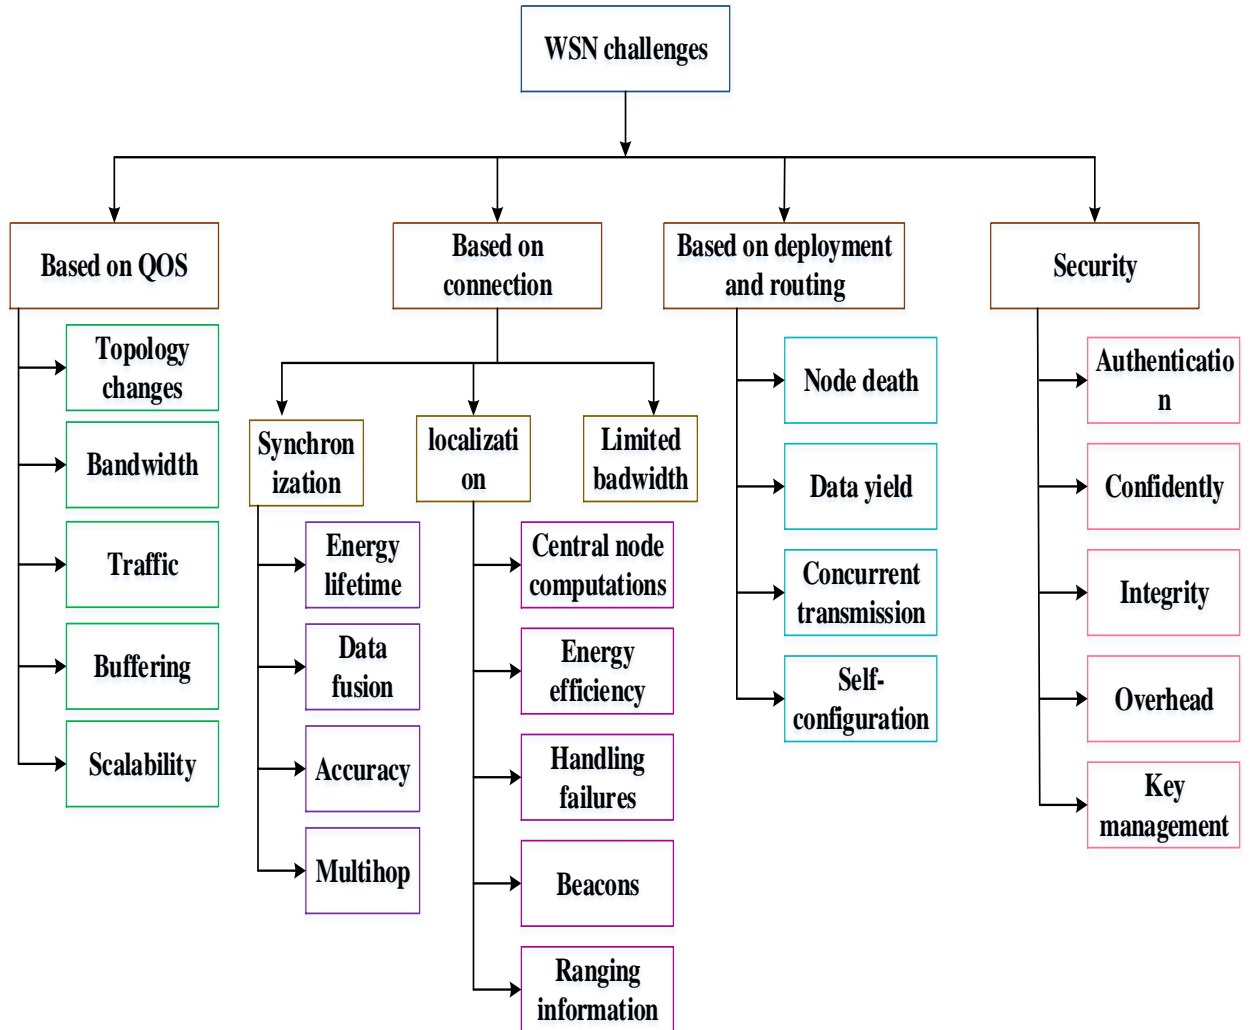 WSN challenges
Based on QOS
Based on
connection
Based on deployment
and routing
Security
Topology
changes
Bandwidth
Traffic
Buffering
Scalability
Synchron
ization
localizati
on
Limited
badwidth
Energy
lifetime
Data
fusion
Accuracy
Multihop
Central node
computations
Energy
efficiency
Handling
failures
Beacons
Ranging
information
Node death
Data yield
Concurrent
transmission
Self-
configuration
Authenticatio
n
Confidently
Integrity
Overhead
Key
management